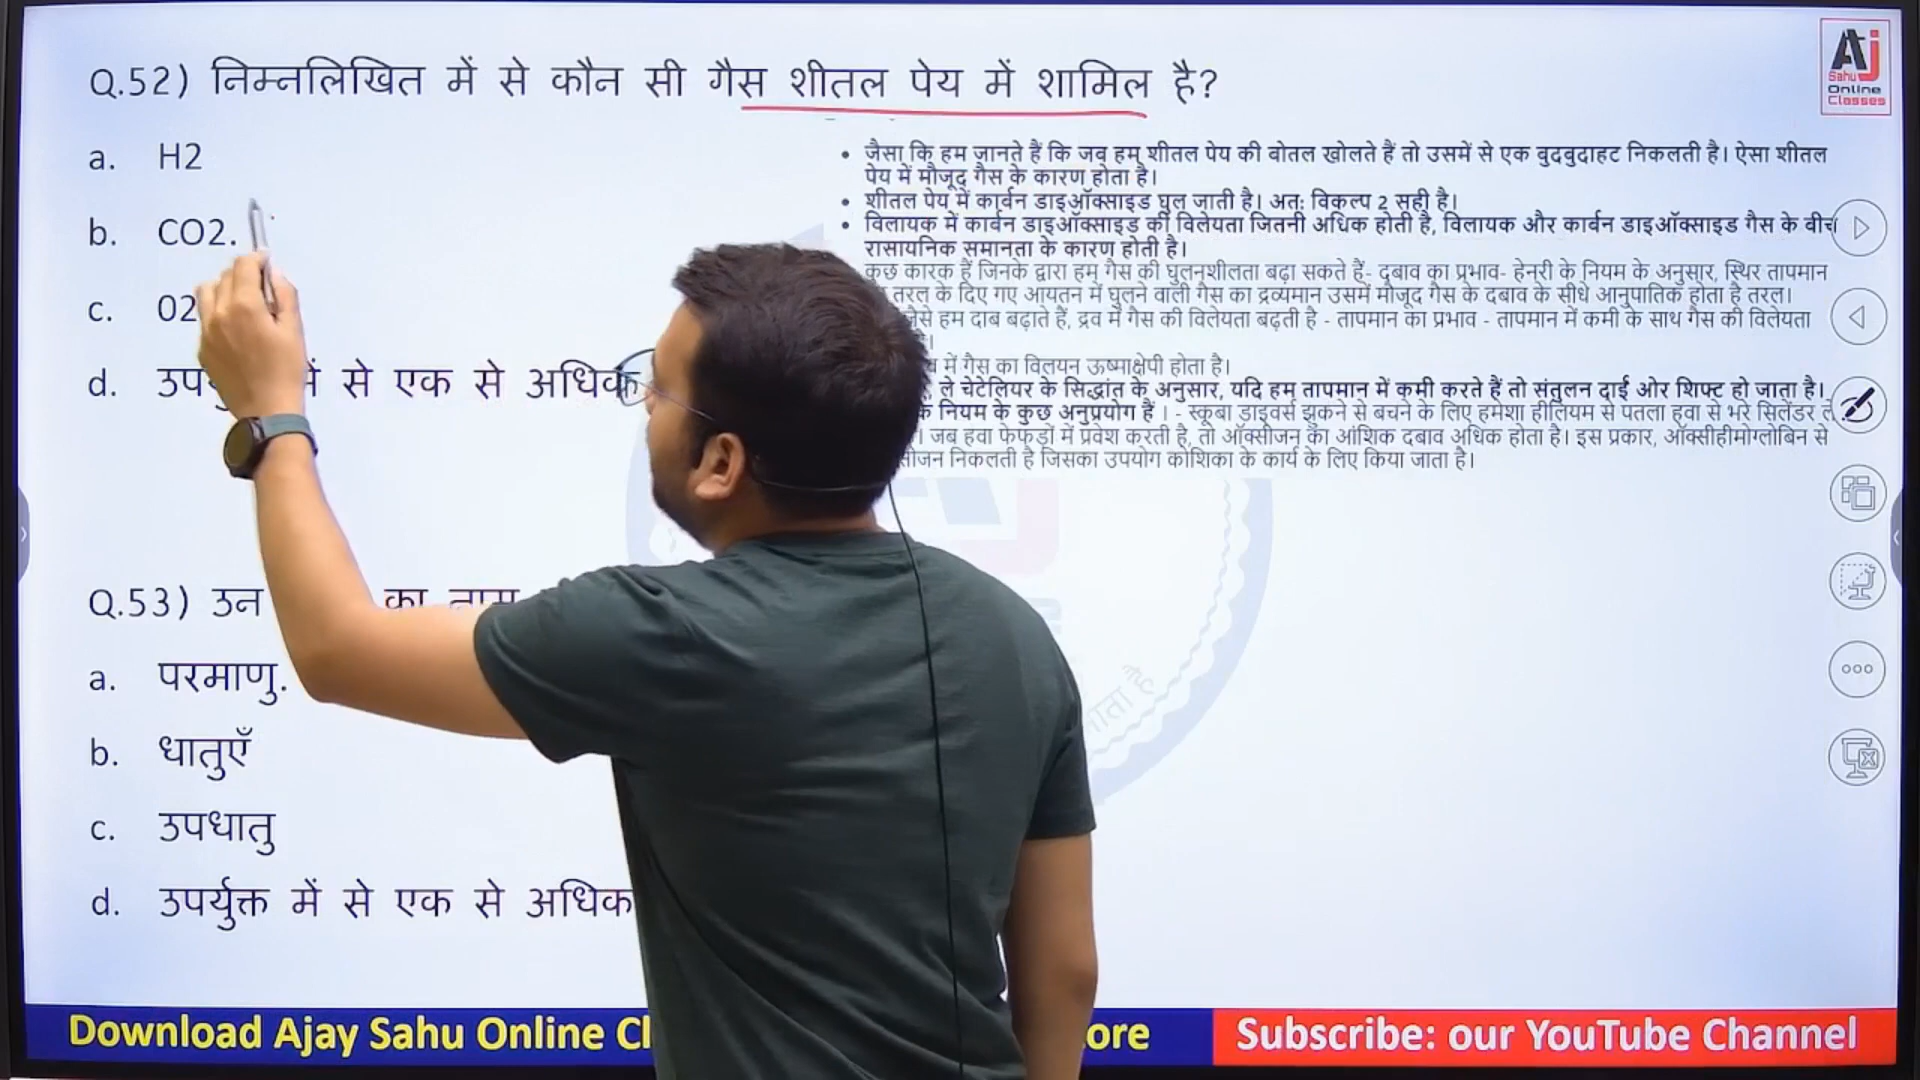 Q.52) निम्नलिखित में से कौन सी गैस शीतल पेय में शामिल है?
a. H2
b. CO2.
c. 02
d. में से एक से अधिक
• जैसा कि हम जानते हैं कि जब हम शीतल पेय की बोतल खोलते हैं तो उसमें से एक बुदबुदाहट निकलती है। ऐसा शीतल
पेय में मौजूद गैस के कारण होता है।
• शीतल पेय में कार्बन डाइऑक्साइड घुल जाती है। अत: विकल्प 2 सही है।
• विलायक में कार्बन डाइऑक्साइड की विलेयता जितनी अधिक होती है, विलायक और कार्बन डाइऑक्साइड गैस के बीच
रासायनिक समानता के कारण होती है।
कुछ कारक हैं जिनके द्वारा हम गैस की घुलनशीलता बढ़ा सकते हैं- दबाव का प्रभाव- हेनरी के नियम के अनुसार, स्थिर तापमान
तरल के दिए गए आयतन में घुलने वाली गैस का द्रव्यमान उसमें मौजूद गैस के दबाव के सीधे आनुपातिक होता है तरल।
हम दाब बढ़ाते हैं, द्रव में गैस की विलेयता बढ़ती है - तापमान का प्रभाव - तापमान में कमी के साथ गैस की विलेयता
में गैस का विलयन ऊष्माक्षेपी होता है।
ले चेटेलियर के सिद्धांत के अनुसार, यदि हम तापमान में कमी करते हैं तो संतुलन दाईं ओर शिफ्ट हो जाता है।
के नियम के कुछ अनुप्रयोग हैं । - स्कूबा डाइवर्स झुकने से बचने के लिए हमेशा हीलियम से पतला हवा से भरे सिलेंडर
। जब हवा फेफड़ों में प्रवेश करती है, तो ऑक्सीजन का आंशिक दबाव अधिक होता है। इस प्रकार, ऑक्सीहीमोग्लोबिन से
निकलती है जिसका उपयोग कोशिका के कार्य के लिए किया जाता है।
Q.53) उन का नाम
a. परमाणु.
b. धातुएँ
c. उपधातु
d. उपर्युक्त में से एक से अधिक
Aj
Sahu
Online
Classes
Download Ajay Sahu Online
Subscribe: our YouTube Channel